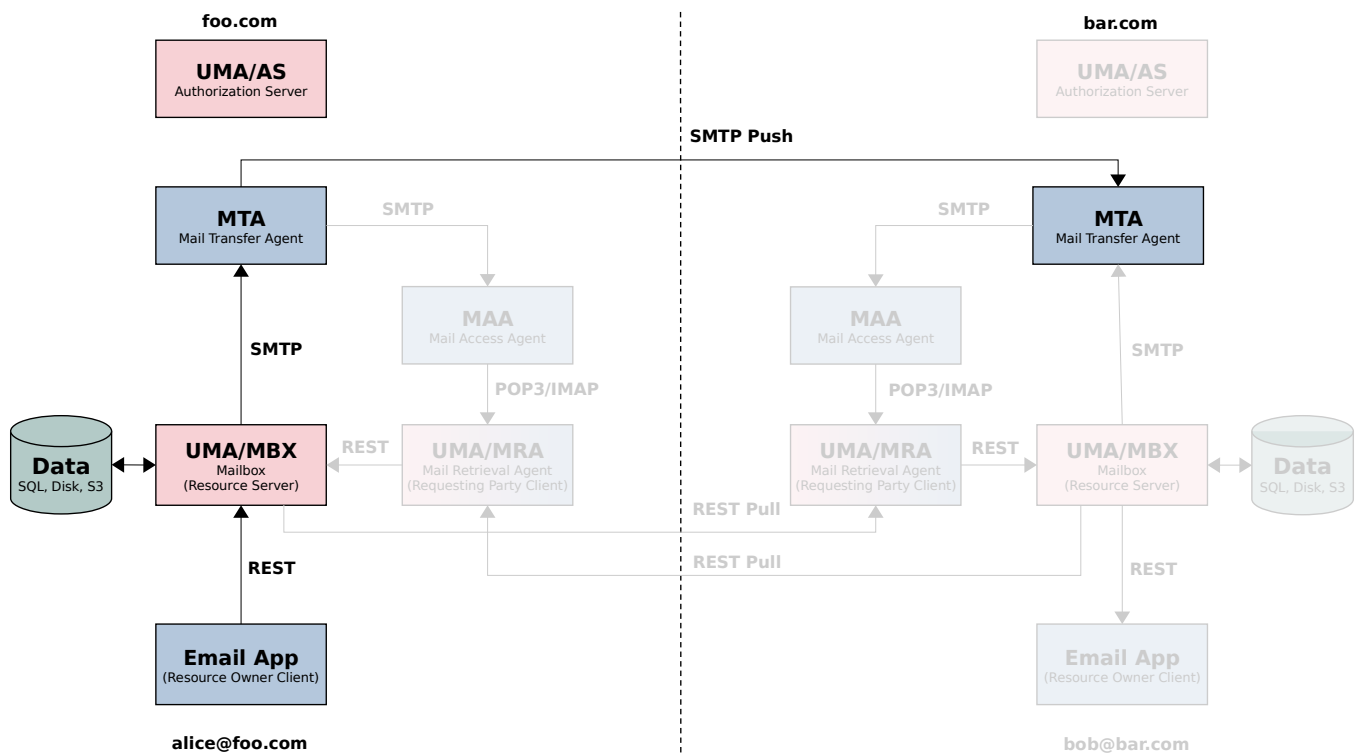 foo.com
bar.com
UMA/AS
Authorization Server
UMA/AS
Authorization Server
SMTP Push
MTA
Mail Transfer Agent
SMTP
SMTP
MTA
Mail Transfer Agent
MAA
Mail Access Agent
MAA
Mail Access Agent
SMTP
SMTP
POP3/IMAP
POP3/IMAP
Data
SQL, Disk, S3
UMA/MBX
Mailbox
(Resource Server)
REST
UMA/MRA
Mail Retrieval Agent
(Requesting Party Client)
UMA/MRA
Mail Retrieval Agent
(Requesting Party Client)
REST
UMA/MBX
Mailbox
(Resource Server)
Data
SQL, Disk, S3
REST Pull
REST Pull
REST
REST
Email App
(Resource Owner Client)
Email App
(Resource Owner Client)
alice@foo.com
bob@bar.com